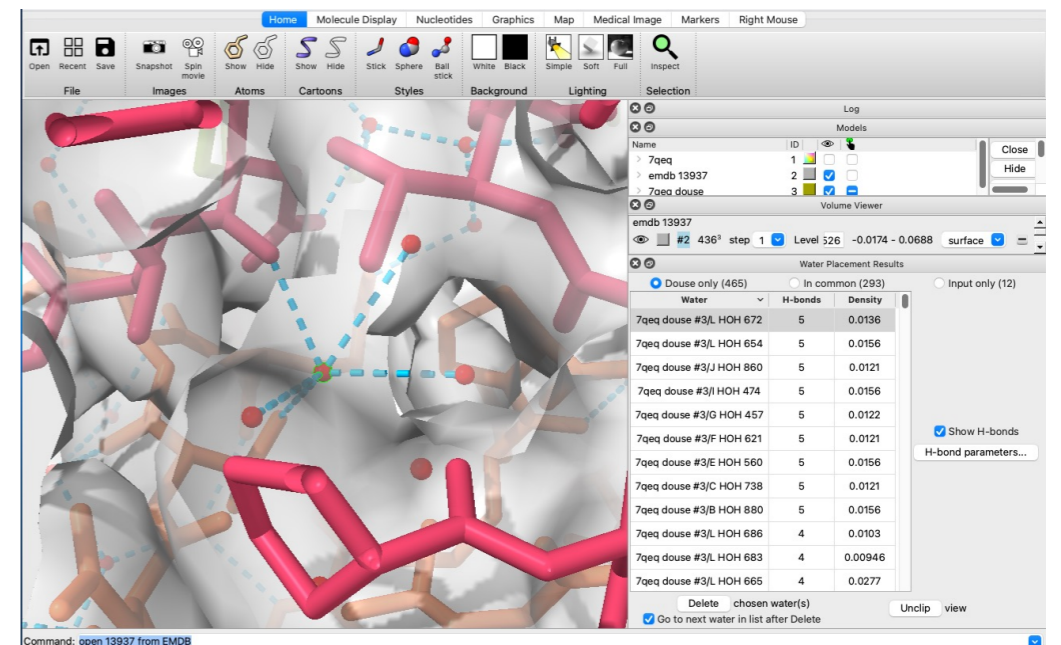 Home Molecule Display Nucleotides Graphics Map Medical Image Markers Right Mouse
Open Recent Save Snapshot Spin movie Show Hide Show Hide Stick Sphere Ball stick White Black Simple Soft Full Inspect
File Images Atoms Cartoons Styles Background Lighting Selection
Log
Models
Name ID
7qeq 1
emdb 13937 2
7qeq douse 3
Close
Hide
Volume Viewer
emdb 13937
#2 436³ step 1 Level 526 -0.0174 - 0.0688 surface
Water Placement Results
Douse only (465) In common (293) Input only (12)
Water H-bonds Density
7qeq douse #3/L HOH 672 5 0.0136
7qeq douse #3/L HOH 654 5 0.0156
7qeq douse #3/J HOH 860 5 0.0121
7qeq douse #3/I HOH 474 5 0.0156
7qeq douse #3/G HOH 457 5 0.0122
7qeq douse #3/F HOH 621 5 0.0121
7qeq douse #3/E HOH 560 5 0.0156
7qeq douse #3/C HOH 738 5 0.0121
7qeq douse #3/B HOH 880 5 0.0156
7qeq douse #3/L HOH 686 4 0.0103
7qeq douse #3/L HOH 683 4 0.00946
7qeq douse #3/L HOH 665 4 0.0277
Show H-bonds
H-bond parameters...
Delete chosen water(s)
Unclip view
Go to next water in list after Delete
Command: open 13937 from EMDB